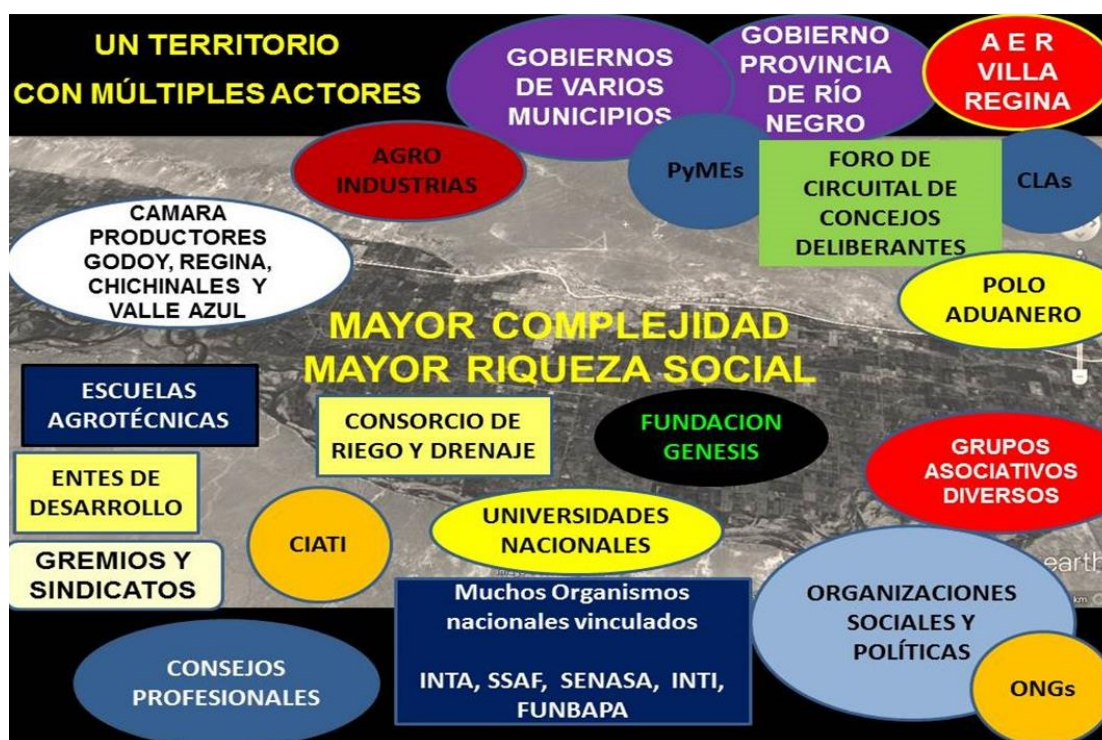 UN TERRITORIO
CON MÚLTIPLES ACTORES
GOBIERNOS
DE VARIOS
MUNICIPIOS
GOBIERNO
PROVINCIA
DE RÍO
NEGRO
A E R
VILLA
REGINA
AGRO
INDUSTRIAS
PyMEs
FORO DE
CIRCUITAL DE
CONCEJOS
DELIBERANTES
CLAs
CAMARA
PRODUCTORES
GODOY, REGINA,
CHICHINALES Y
VALLE AZUL
POLO
ADUANERO
MAYOR COMPLEJIDAD
MAYOR RIQUEZA SOCIAL
ESCUELAS
AGROTÉCNICAS
CONSORCIO DE
RIEGO Y DRENAJE
FUNDACION
GENESIS
GRUPOS
ASOCIATIVOS
DIVERSOS
ENTES DE
DESARROLLO
CIATI
UNIVERSIDADES
NACIONALES
GREMIOS Y
SINDICATOS
earth
km
Muchos Organismos
nacionales vinculados
INTA, SSAF, SENASA, INTI,
FUNBAPA
ORGANIZACIONES
SOCIALES Y
POLÍTICAS
CONSEJOS
PROFESIONALES
ONGs